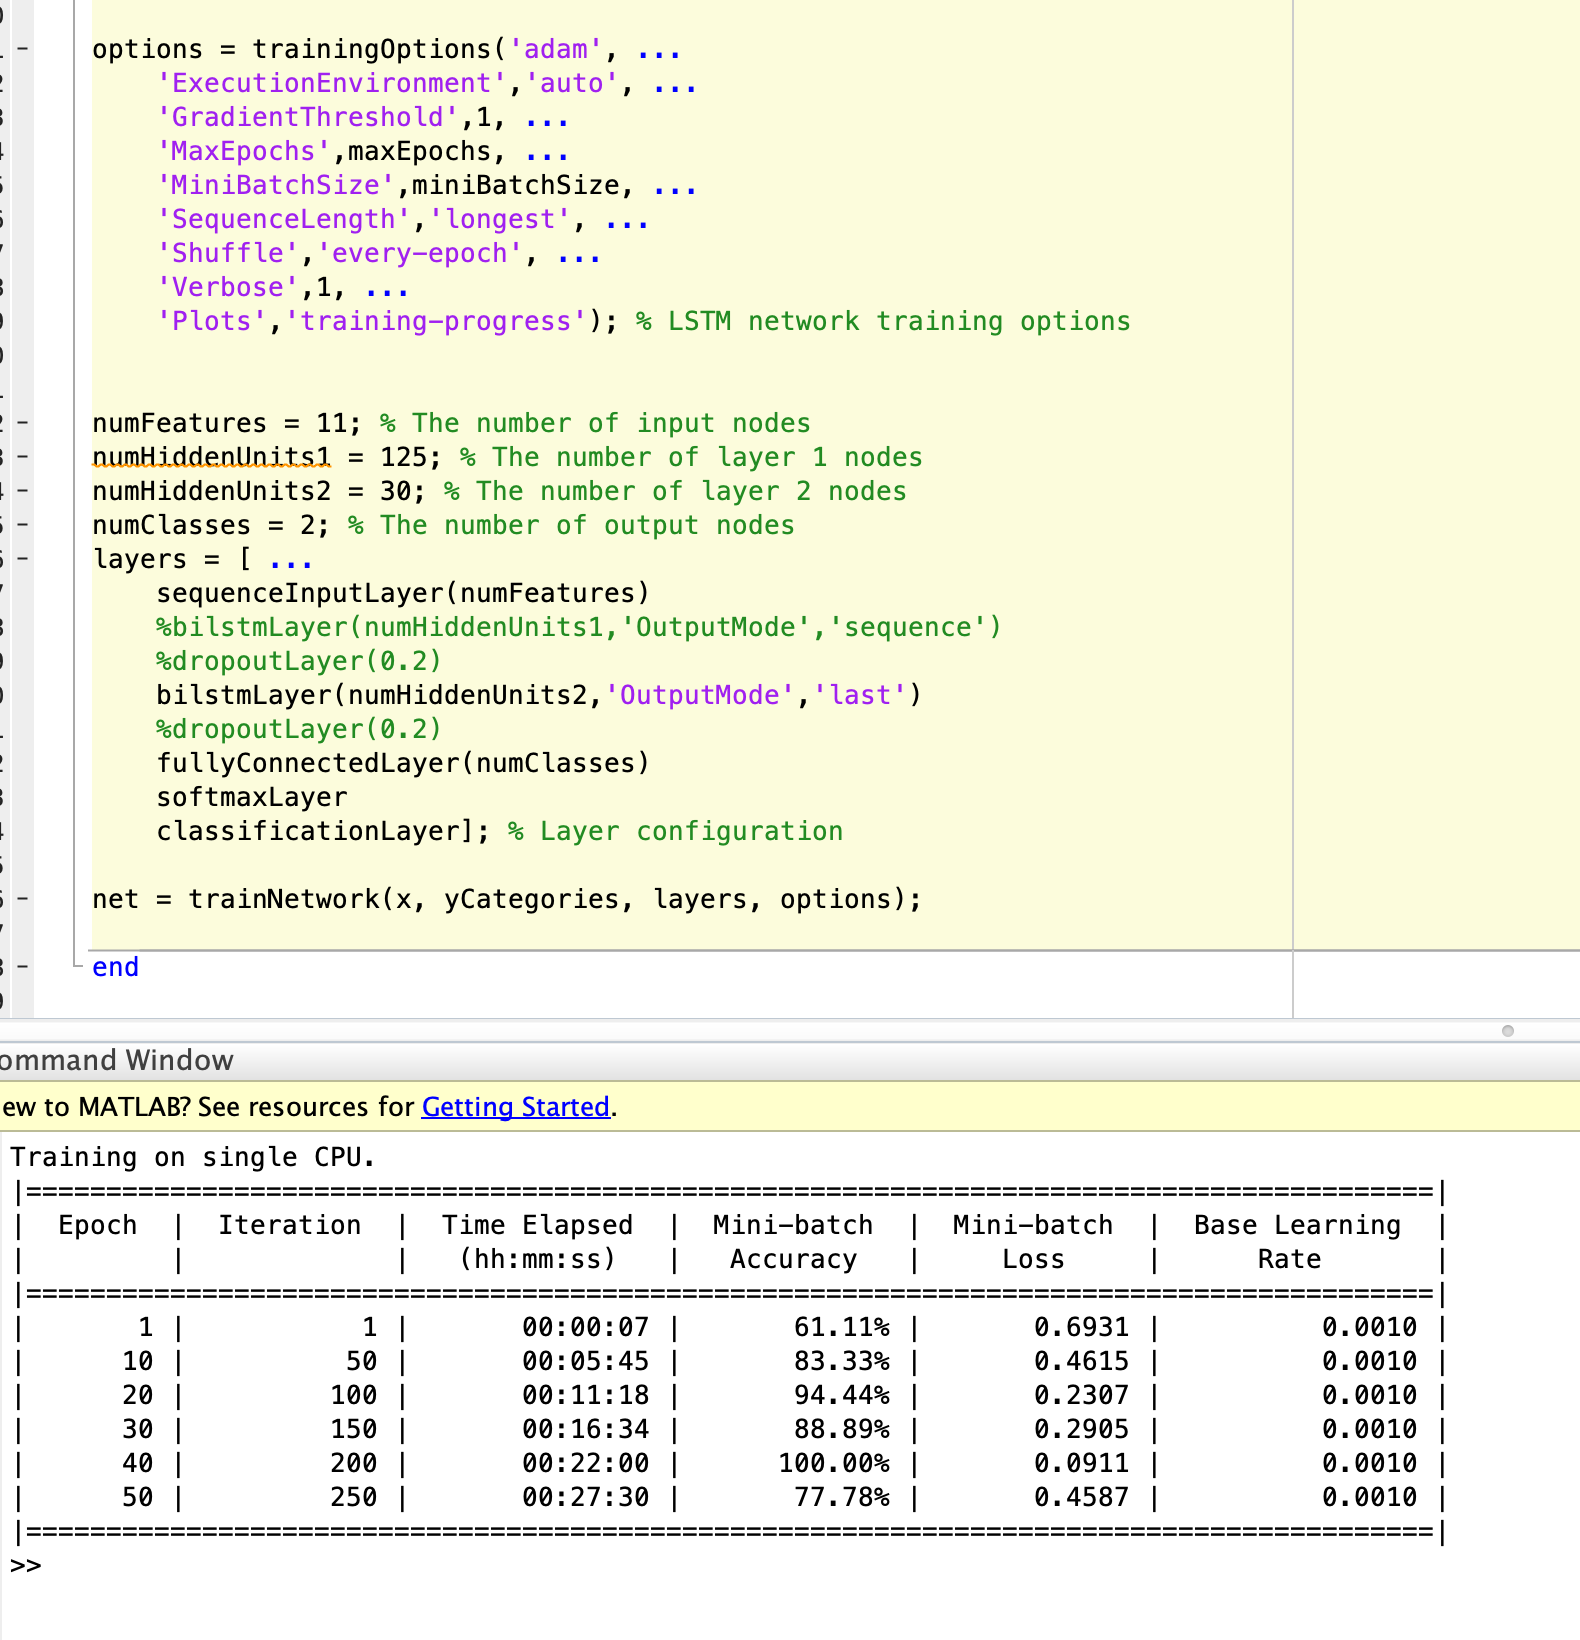 options = trainingOptions('adam', ...
'ExecutionEnvironment','auto', ...
'GradientThreshold',1, ...
'MaxEpochs',maxEpochs, ...
'MiniBatchSize',miniBatchSize, ...
'SequenceLength','longest', ...
'Shuffle','every-epoch', ...
'Verbose',1, ...
'Plots','training-progress'); % LSTM network training options
numFeatures = 11; % The number of input nodes
numHiddenUnits1 = 125; % The number of layer 1 nodes
numHiddenUnits2 = 30; % The number of layer 2 nodes
numClasses = 2; % The number of output nodes
layers = [ ...
sequenceInputLayer(numFeatures)
%bilstmLayer(numHiddenUnits1,'OutputMode','sequence')
%dropoutLayer(0.2)
bilstmLayer(numHiddenUnits2,'OutputMode','last')
%dropoutLayer(0.2)
fullyConnectedLayer(numClasses)
softmaxLayer
classificationLayer]; % Layer configuration
net = trainNetwork(x, yCategories, layers, options);
end
ommand Window
ew to MATLAB? See resources for Getting Started.
Training on single CPU.
|========================================================================================|
| Epoch | Iteration | Time Elapsed | Mini-batch | Mini-batch | Base Learning |
| | | (hh:mm:ss) | Accuracy | Loss | Rate |
|========================================================================================|
| 1 | 1 | 00:00:07 | 61.11% | 0.6931 | 0.0010 |
| 10 | 50 | 00:05:45 | 83.33% | 0.4615 | 0.0010 |
| 20 | 100 | 00:11:18 | 94.44% | 0.2307 | 0.0010 |
| 30 | 150 | 00:16:34 | 88.89% | 0.2905 | 0.0010 |
| 40 | 200 | 00:22:00 | 100.00% | 0.0911 | 0.0010 |
| 50 | 250 | 00:27:30 | 77.78% | 0.4587 | 0.0010 |
|========================================================================================|
>>